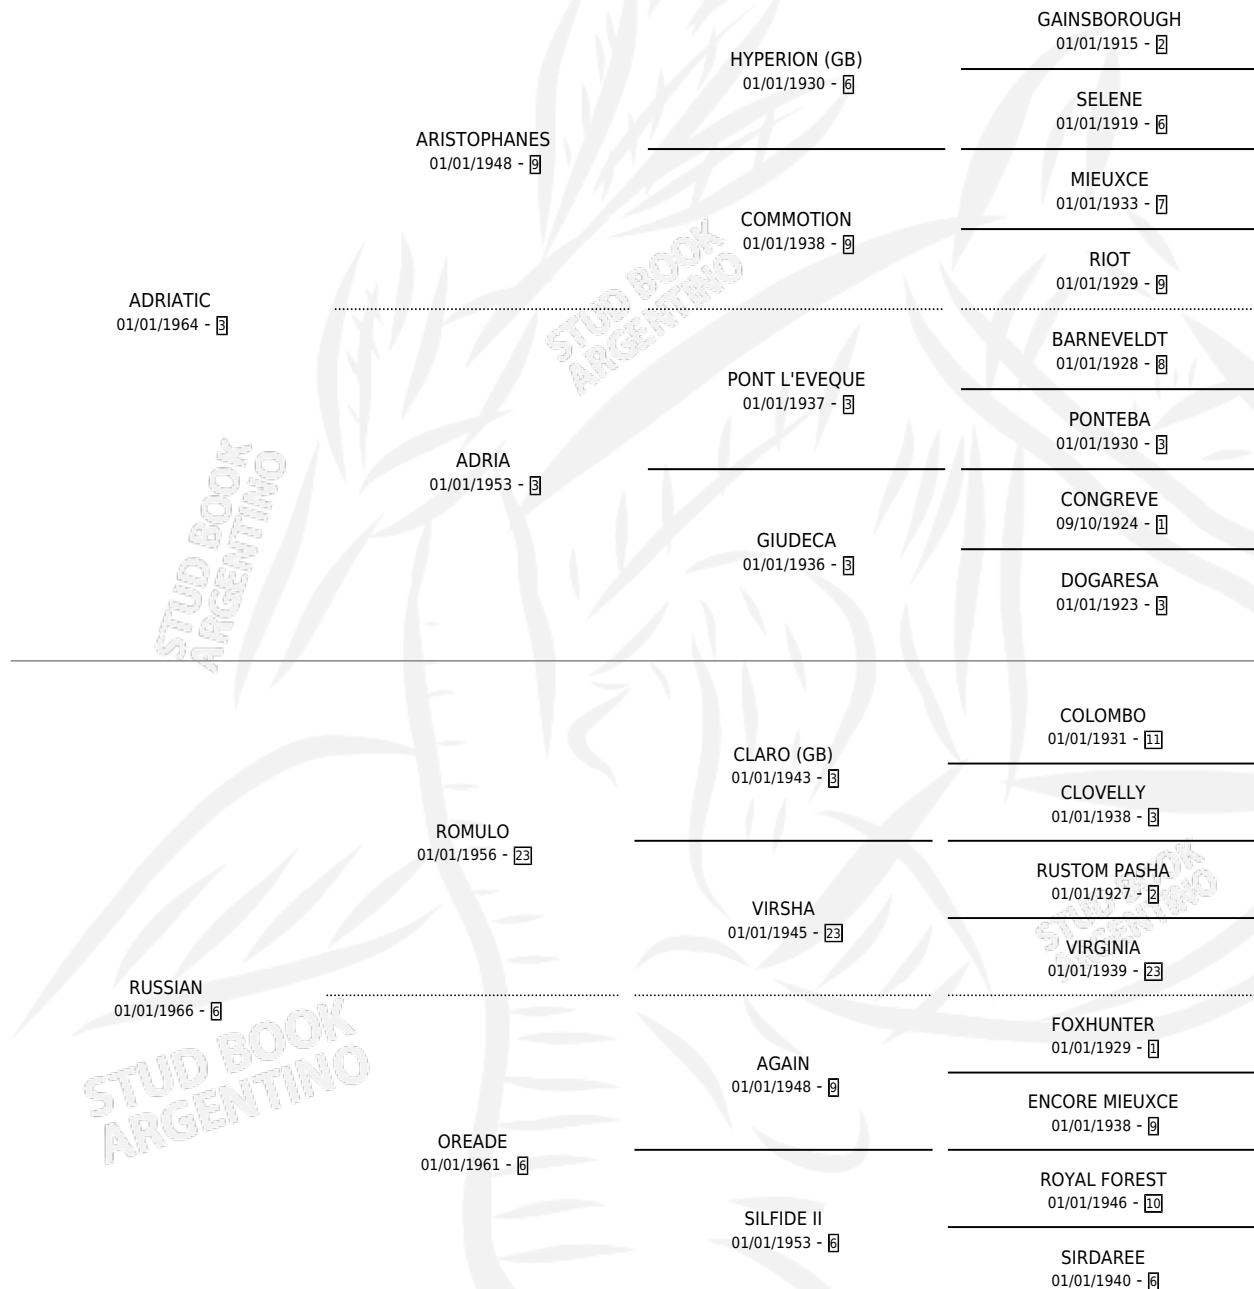 GAINSBOROUGH
01/01/1915 - 2
HYPERION (GB)
01/01/1930 - 6
SELENE
01/01/1919 - 6
ARISTOPHANES
01/01/1948 - 9
MIEUXCE
01/01/1933 - 7
COMMOTION
01/01/1938 - 9
RIOT
01/01/1929 - 9
ADRIATIC
01/01/1964 - 3
BARNEVELDT
01/01/1928 - 8
PONT L'EVEQUE
01/01/1937 - 3
PONTEBA
01/01/1930 - 3
ADRIA
01/01/1953 - 3
CONGREVE
09/10/1924 - 1
GIUDECA
01/01/1936 - 3
DOGARESA
01/01/1923 - 3
COLOMBO
01/01/1931 - 11
CLARO (GB)
01/01/1943 - 3
CLOVELLY
01/01/1938 - 3
ROMULO
01/01/1956 - 23
RUSTOM PASHA
01/01/1927 - 2
VIRSHA
01/01/1945 - 23
VIRGINIA
01/01/1939 - 23
RUSSIAN
01/01/1966 - 6
FOXHUNTER
01/01/1929 - 1
AGAIN
01/01/1948 - 9
ENCORE MIEUXCE
01/01/1938 - 9
OREADE
01/01/1961 - 6
ROYAL FOREST
01/01/1946 - 10
SILFIDE II
01/01/1953 - 6
SIRDAREE
01/01/1940 - 6
STUD BOOK
ARGENTINO
STUD BOOK
ARGENTINO
STUD BOOK
ARGENTINO
STUD BOOK
ARGENTINO